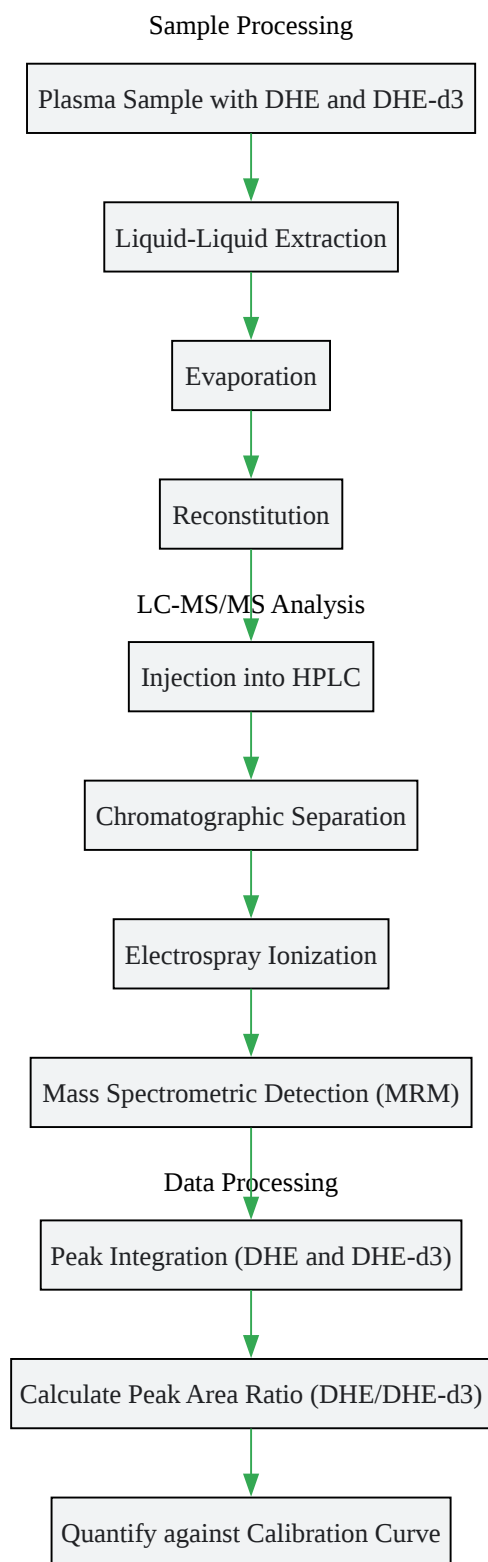 Sample Processing
Plasma Sample with DHE and DHE-d3
Liquid-Liquid Extraction
Evaporation
Reconstitution
LC-MS/MS Analysis
Injection into HPLC
Chromatographic Separation
Electrospray Ionization
Mass Spectrometric Detection (MRM)
Data Processing
Peak Integration (DHE and DHE-d3)
Calculate Peak Area Ratio (DHE/DHE-d3)
Quantify against Calibration Curve